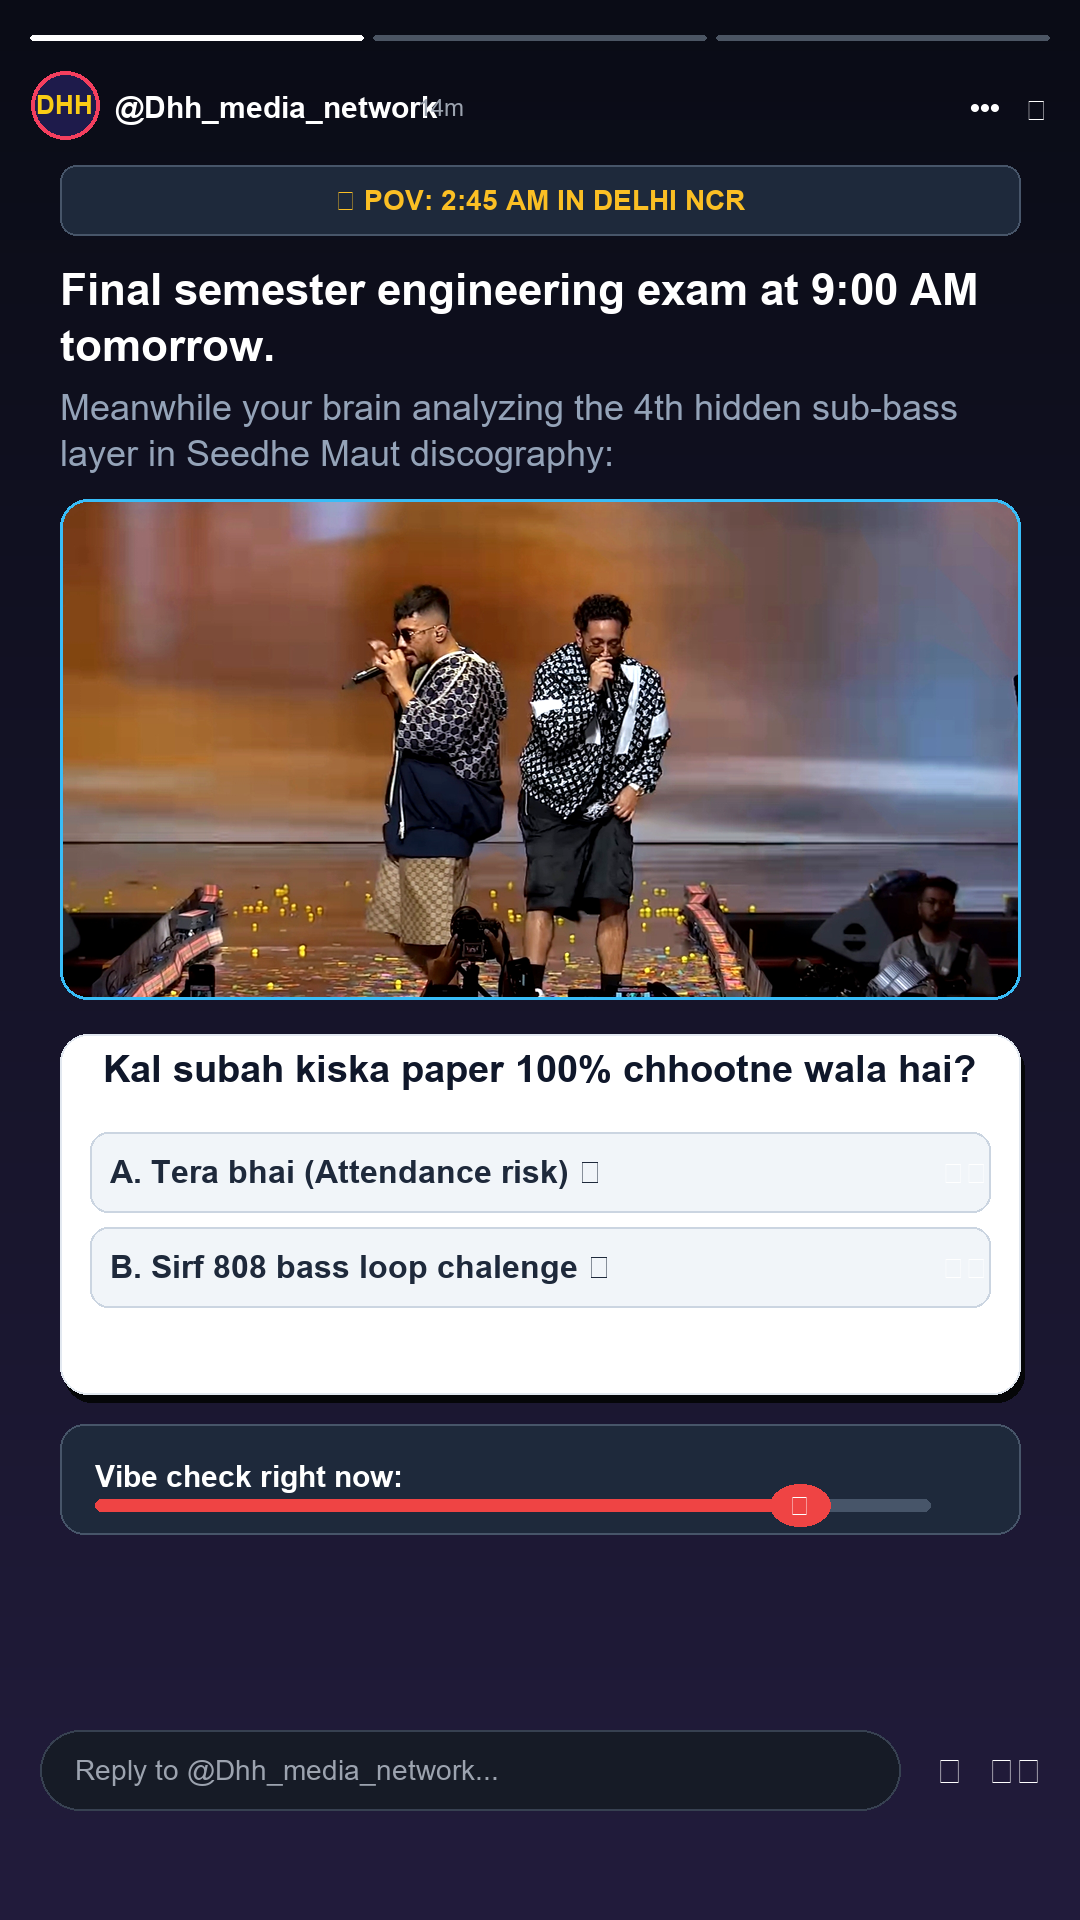 DHH
@Dhh_media_network 14m
POV: 2:45 AM IN DELHI NCR
Final semester engineering exam at 9:00 AM
tomorrow.
Meanwhile your brain analyzing the 4th hidden sub-bass
layer in Seedhe Maut discography:
Kal subah kiska paper 100% chhootne wala hai?
A. Tera bhai (Attendance risk)
B. Sirf 808 bass loop chalenge
Vibe check right now:
Reply to @Dhh_media_network...